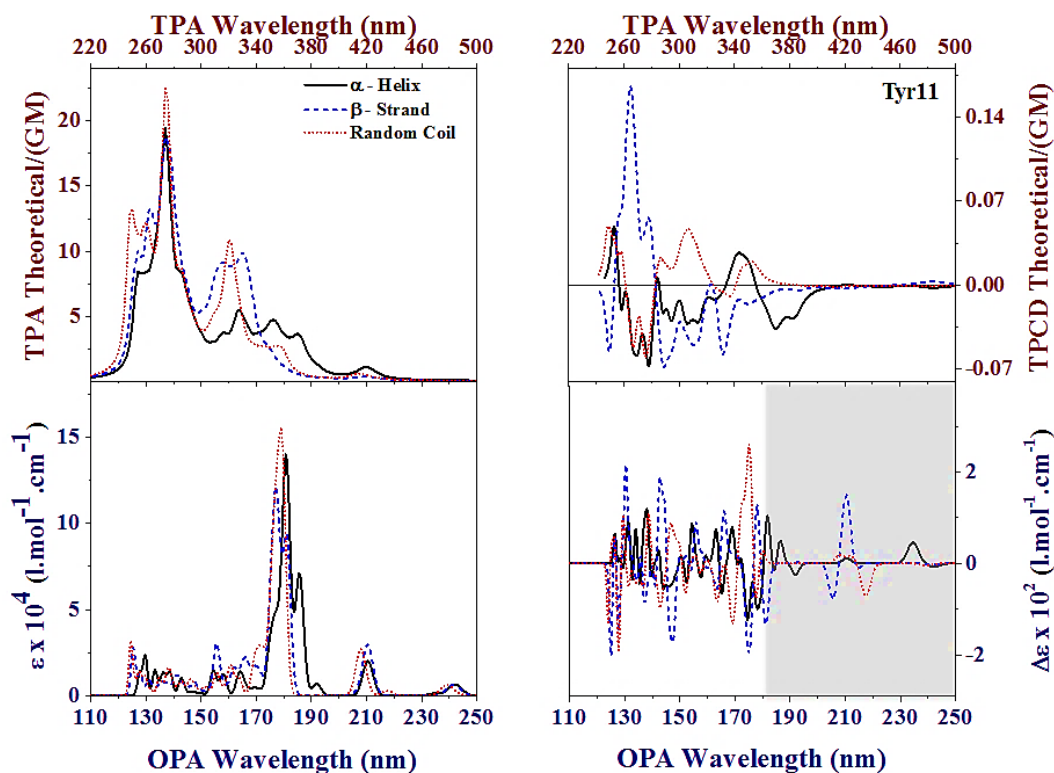 TPA Wavelength (nm)
220 260 300 340 380 420 460 500
TPA Theoretical/(GM)
20
15
10
5
α - Helix
β- Strand
Random Coil
ε x 10⁴ (l.mol⁻¹.cm⁻¹)
15
10
5
0
110 130 150 170 190 210 230 250
OPA Wavelength (nm)
TPA Wavelength (nm)
220 260 300 340 380 420 460 500
Tyr11
0.14
0.07
0.00
-0.07
TPCD Theoretical/(GM)
2
0
-2
Δε x 10² (l.mol⁻¹.cm⁻¹)
110 130 150 170 190 210 230 250
OPA Wavelength (nm)